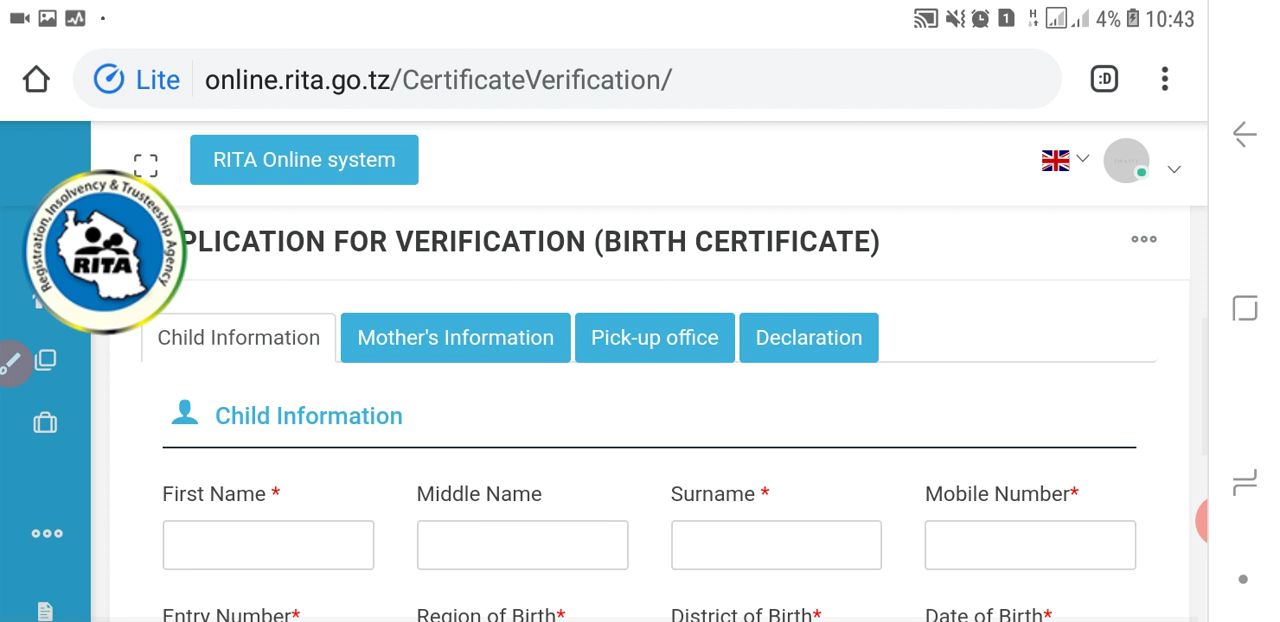 1 H 4% 10:43
Lite online.rita.go.tz/CertificateVerification/ :D
RITA Online system
Registration, Insolvency & Trusteeship Agency
RITA
PLICATION FOR VERIFICATION (BIRTH CERTIFICATE)
Child Information Mother's Information Pick-up office Declaration
Child Information
First Name * Middle Name Surname * Mobile Number*
Entry Number* Region of Birth* District of Birth* Date of Birth*